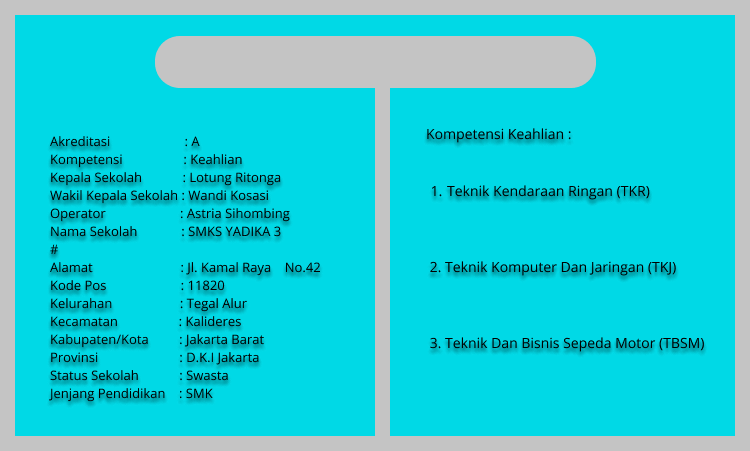 Akreditasi : A
Kompetensi : Keahlian
Kepala Sekolah : Lotung Ritonga
Wakil Kepala Sekolah : Wandi Kosasi
Operator : Astria Sihombing
Nama Sekolah : SMKS YADIKA 3
#
Alamat : Jl. Kamal Raya No.42
Kode Pos : 11820
Kelurahan : Tegal Alur
Kecamatan : Kalideres
Kabupaten/Kota : Jakarta Barat
Provinsi : D.K.I Jakarta
Status Sekolah : Swasta
Jenjang Pendidikan : SMK
Kompetensi Keahlian :
1. Teknik Kendaraan Ringan (TKR)
2. Teknik Komputer Dan Jaringan (TKJ)
3. Teknik Dan Bisnis Sepeda Motor (TBSM)